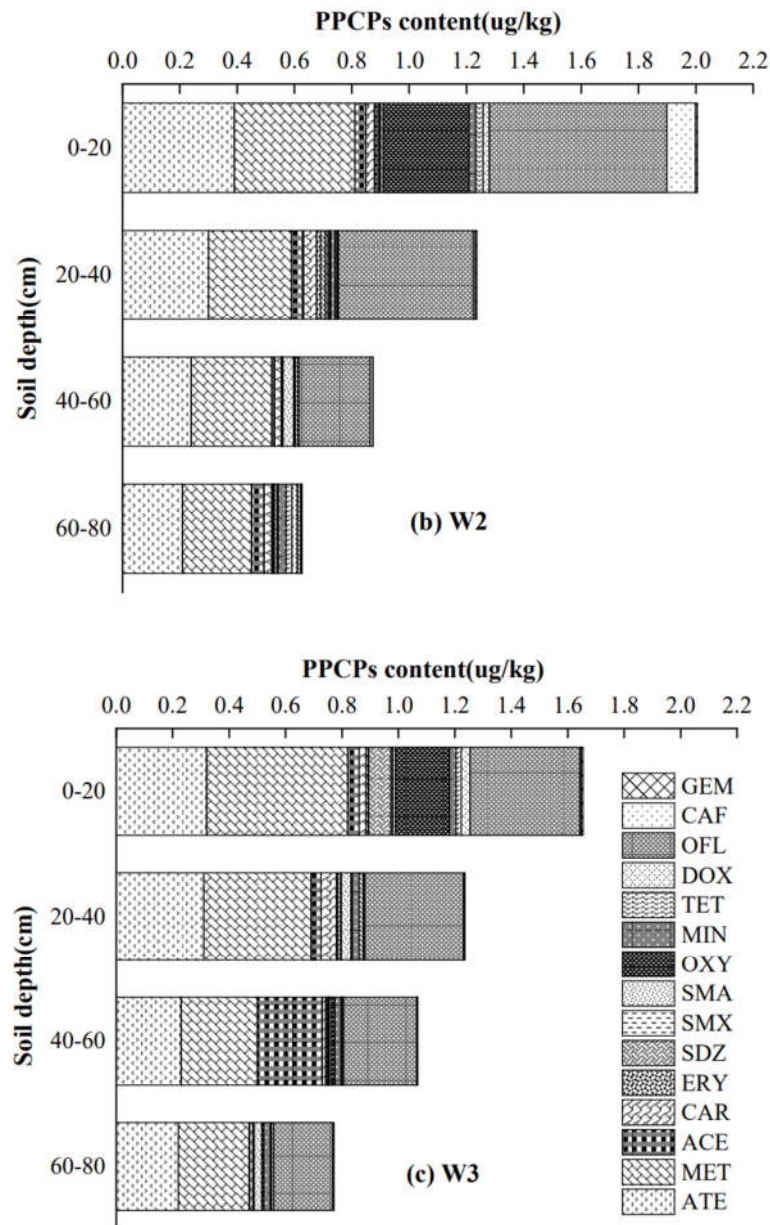 PPCPs content(ug/kg)
0.0 0.2 0.4 0.6 0.8 1.0 1.2 1.4 1.6 1.8 2.0 2.2
Soil depth(cm)
0-20
20-40
40-60
60-80
(b) W2
PPCPs content(ug/kg)
0.0 0.2 0.4 0.6 0.8 1.0 1.2 1.4 1.6 1.8 2.0 2.2
Soil depth(cm)
0-20
20-40
40-60
60-80
(c) W3
GEM
CAF
OFL
DOX
TET
MIN
OXY
SMA
SMX
SDZ
ERY
CAR
ACE
MET
ATE